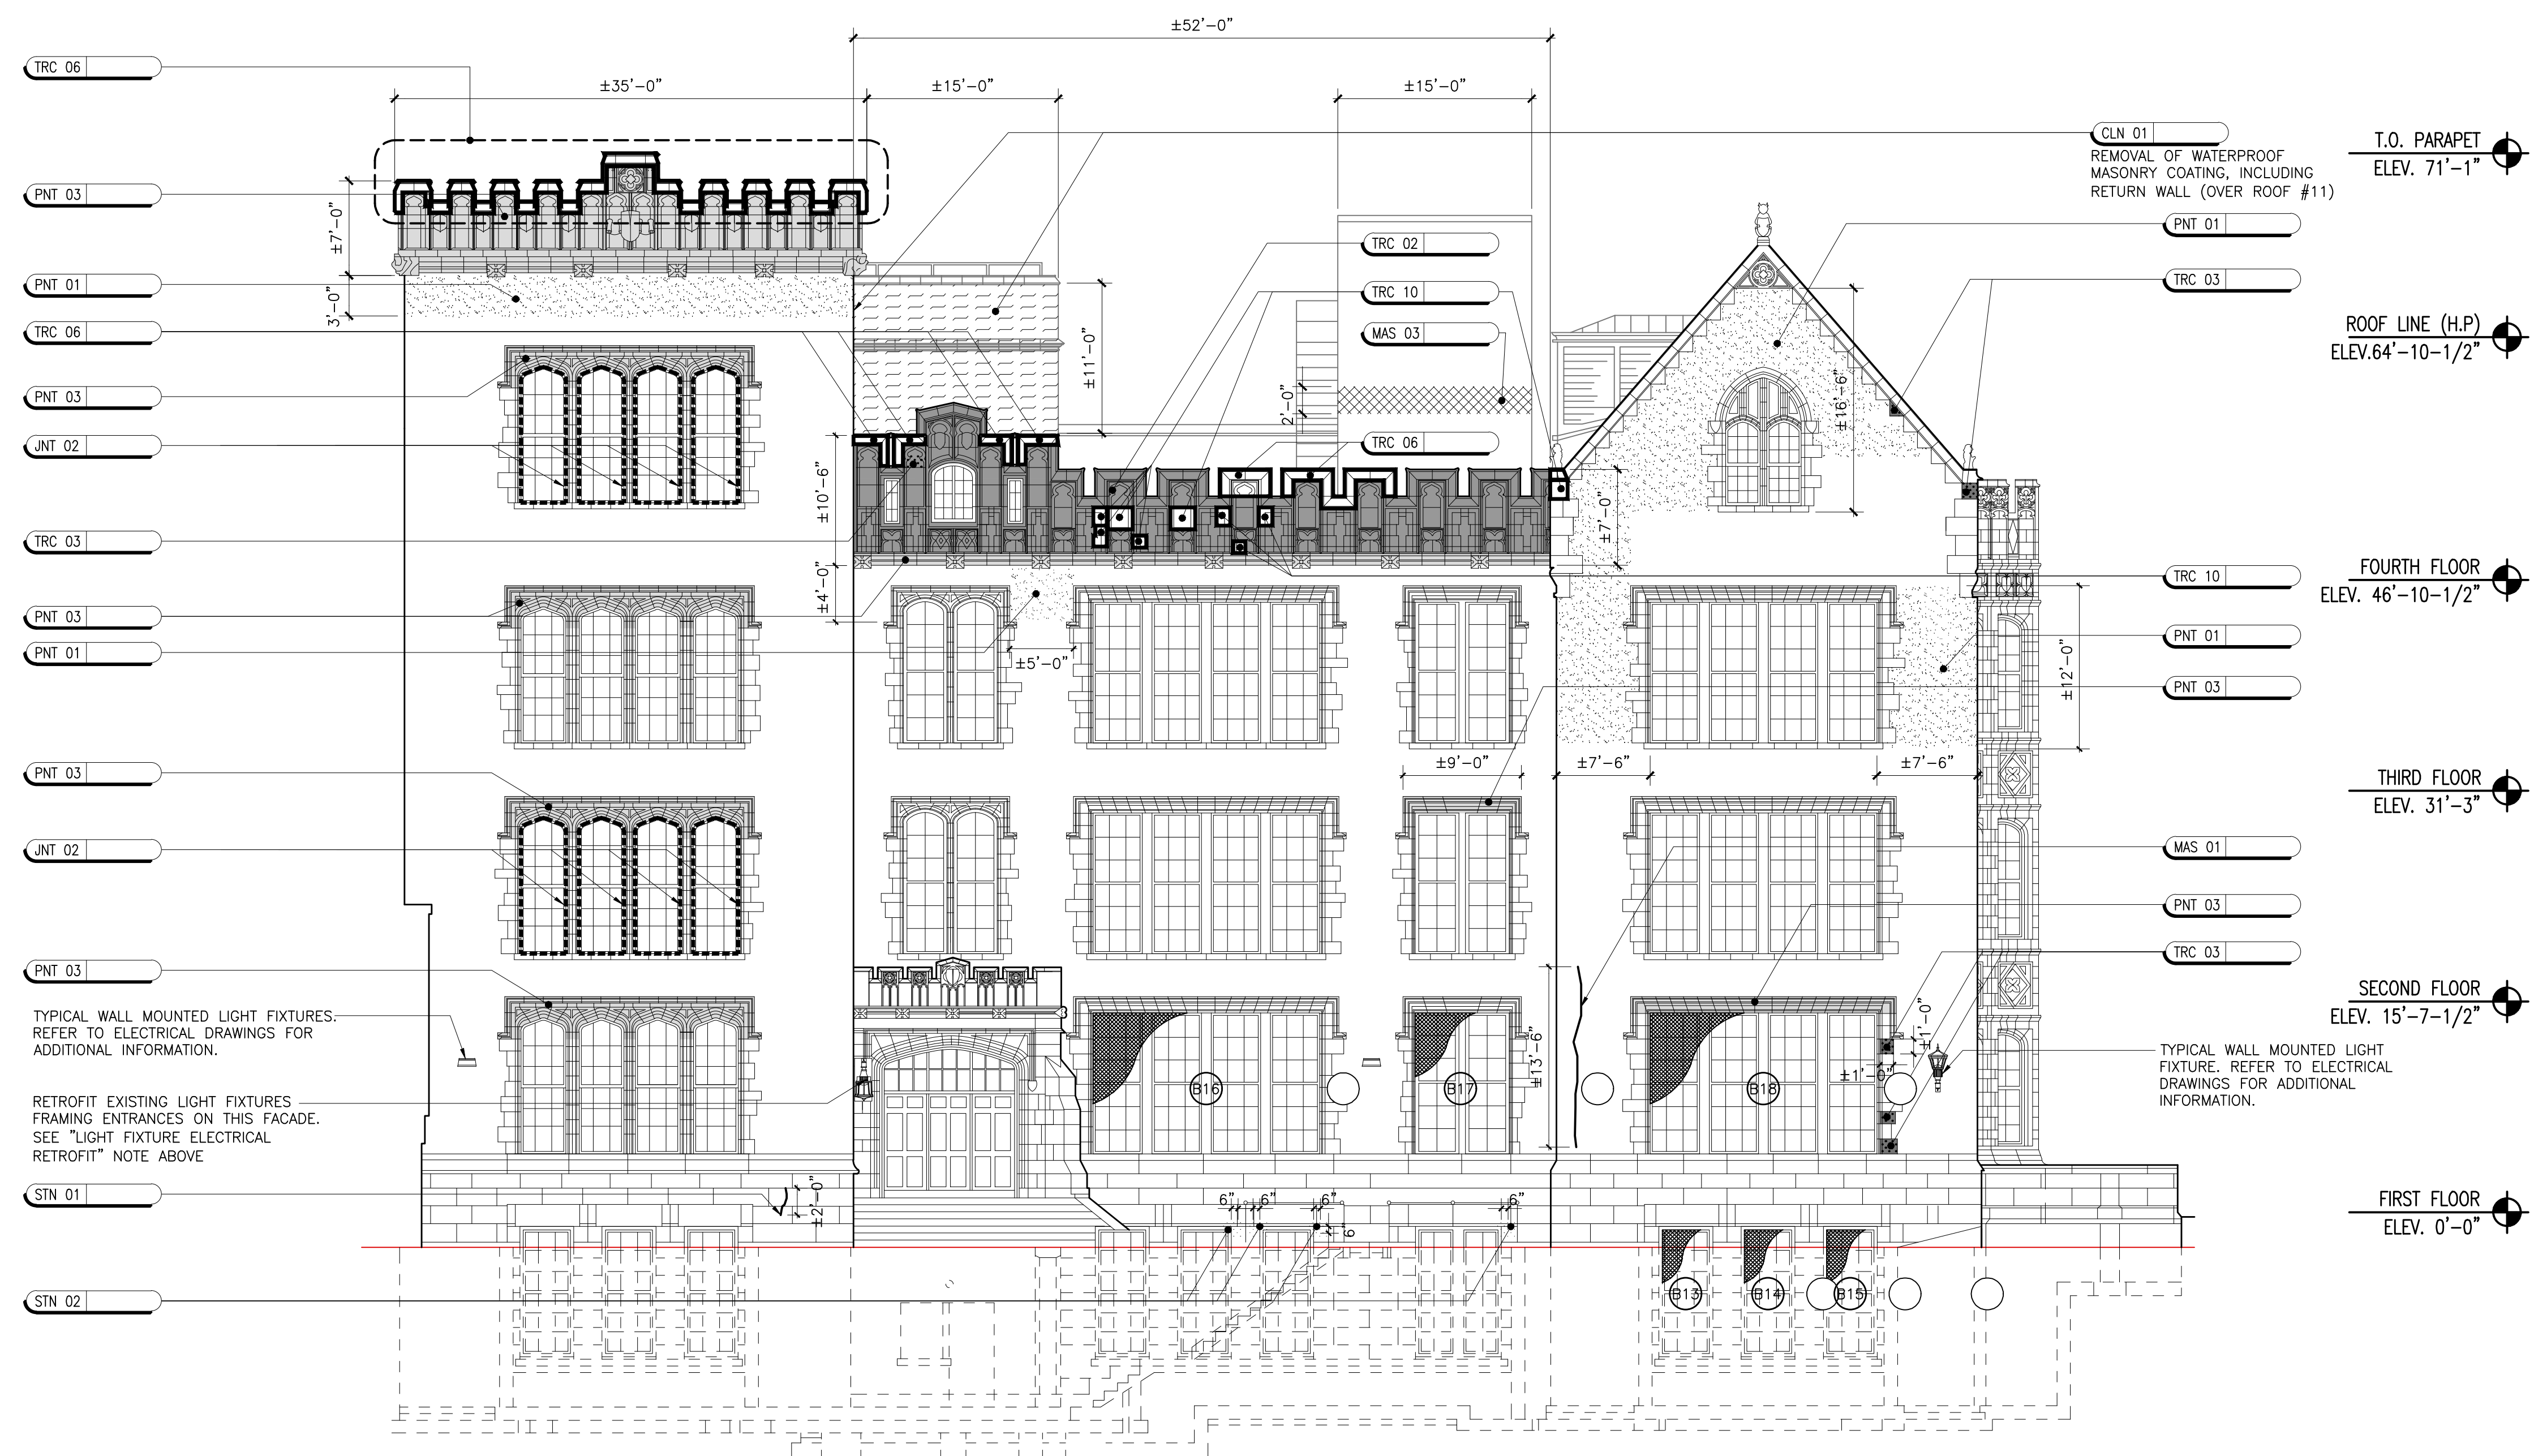 ±52'-0"
TRC 06
±35'-0"
±15'-0"
±15'-0"
CLN 01
REMOVAL OF WATERPROOF
MASONRY COATING, INCLUDING
RETURN WALL (OVER ROOF #11)
T.O. PARAPET
ELEV. 71'-1"
PNT 03
±7'-0"
PNT 01
TRC 02
TRC 03
PNT 01
3'-0"
TRC 10
TRC 06
MAS 03
±11'-0"
ROOF LINE (H.P)
ELEV.64'-10-1/2"
PNT 03
2'-0"
±16'-6"
JNT 02
TRC 06
±10'-6"
±7'-0"
TRC 03
±4'-0"
FOURTH FLOOR
ELEV. 46'-10-1/2"
TRC 10
PNT 03
PNT 01
PNT 01
±5'-0"
±12'-0"
PNT 03
±9'-0"
±7'-6"
±7'-6"
PNT 03
THIRD FLOOR
ELEV. 31'-3"
JNT 02
MAS 01
PNT 03
TRC 03
PNT 03
SECOND FLOOR
ELEV. 15'-7-1/2"
TYPICAL WALL MOUNTED LIGHT FIXTURES.
REFER TO ELECTRICAL DRAWINGS FOR
ADDITIONAL INFORMATION.
±13'-6"
±1'-0"
±1'-0"
TYPICAL WALL MOUNTED LIGHT
FIXTURE. REFER TO ELECTRICAL
DRAWINGS FOR ADDITIONAL
INFORMATION.
B16
B17
B18
RETROFIT EXISTING LIGHT FIXTURES
FRAMING ENTRANCES ON THIS FACADE.
SEE "LIGHT FIXTURE ELECTRICAL
RETROFIT" NOTE ABOVE
STN 01
±2'-0"
6"
6"
6"
6"
6"
FIRST FLOOR
ELEV. 0'-0"
STN 02
B13
B14
B15